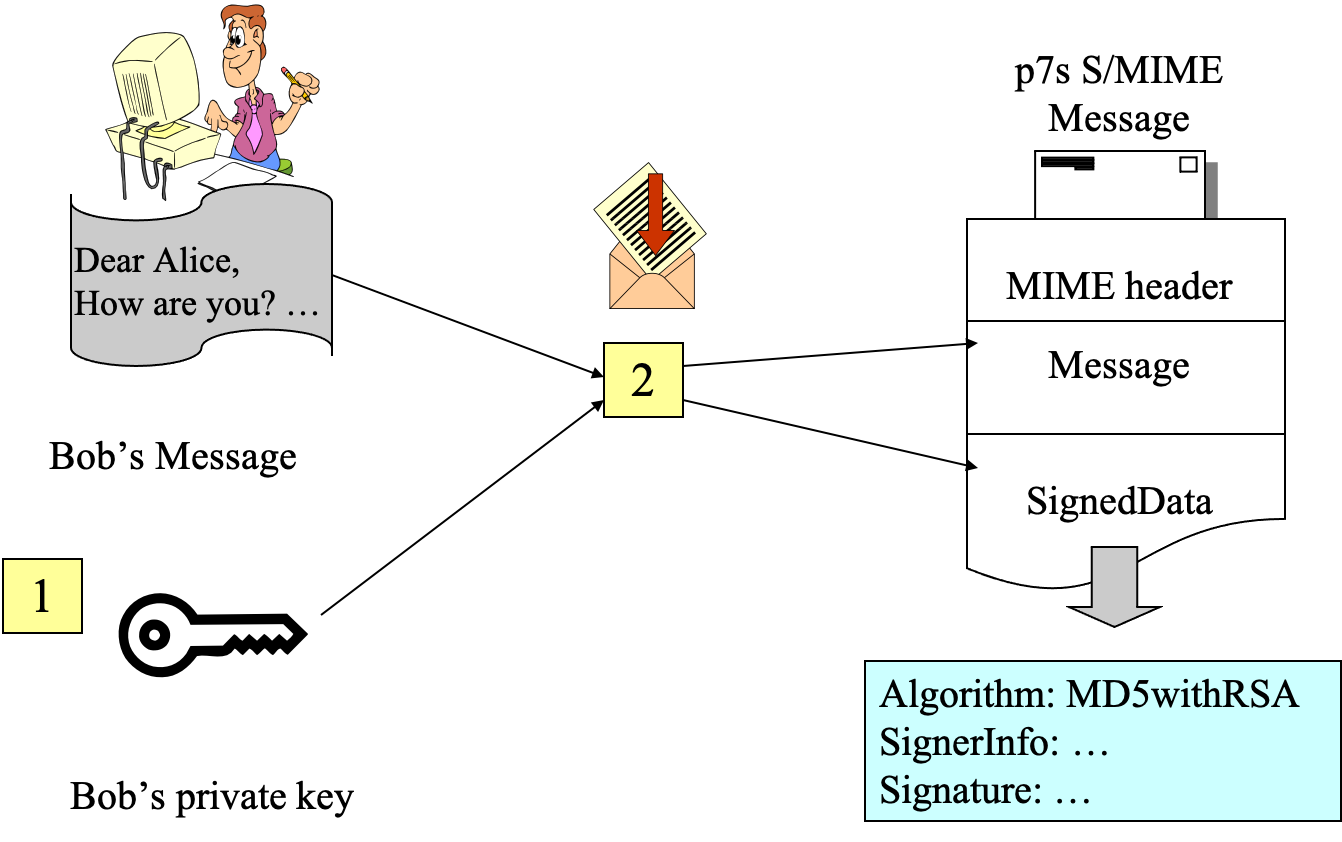 p7s S/MIME
Message
Dear Alice,
How are you? …
MIME header
2
Message
Bob’s Message
SignedData
1
Algorithm: MD5withRSA
SignerInfo: …
Signature: …
Bob’s private key